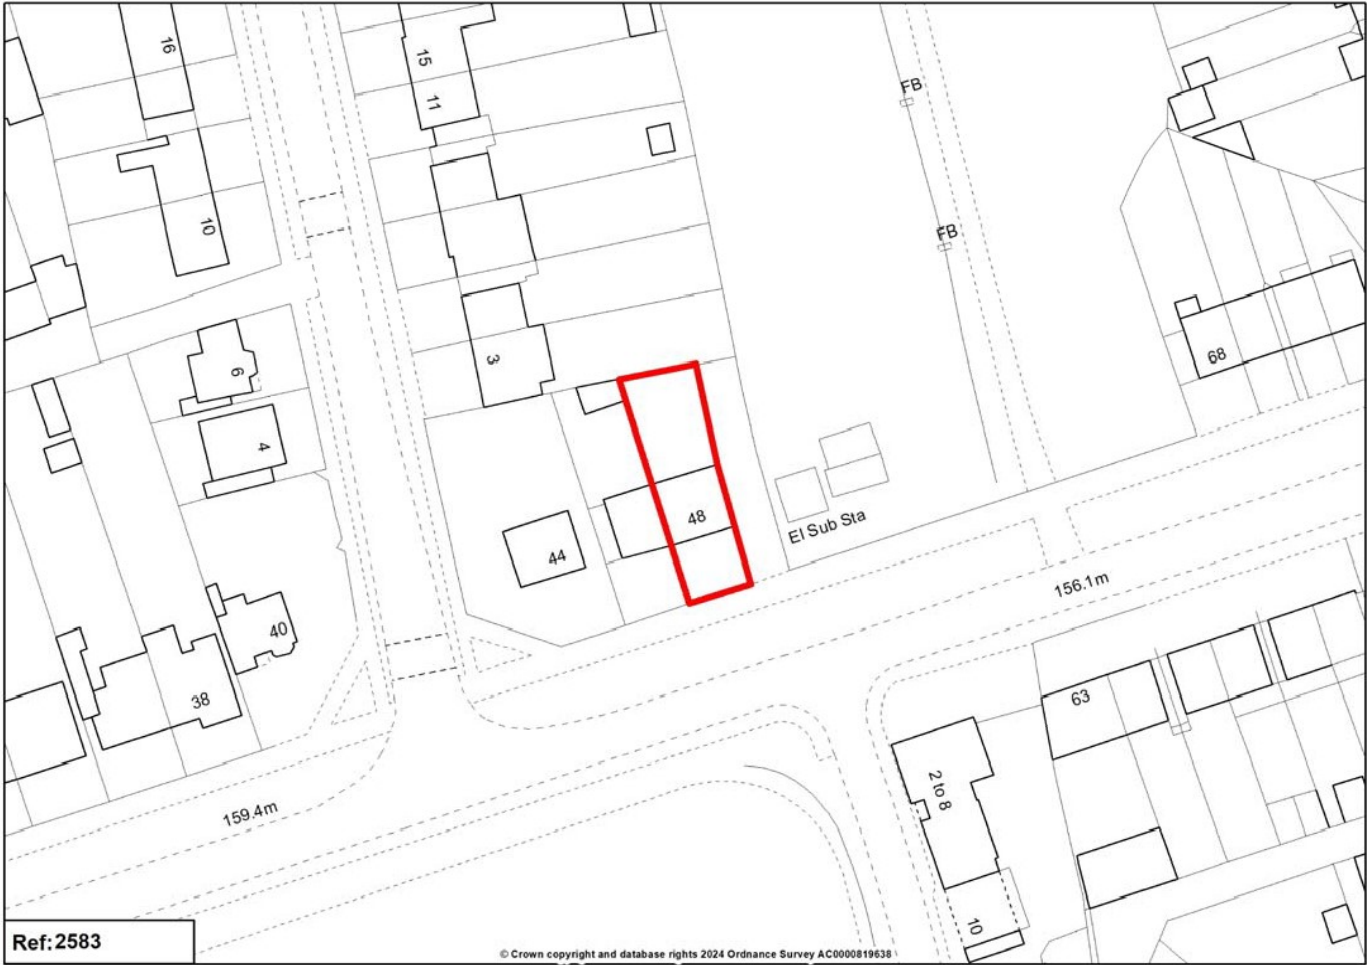 16
15
11
FB
10
FB
3
6
68
4
48
El Sub Sta
44
156.1m
40
38
63
2 to 8
159.4m
10
Ref:2583
© Crown copyright and database rights 2024 Ordnance Survey AC0000819638